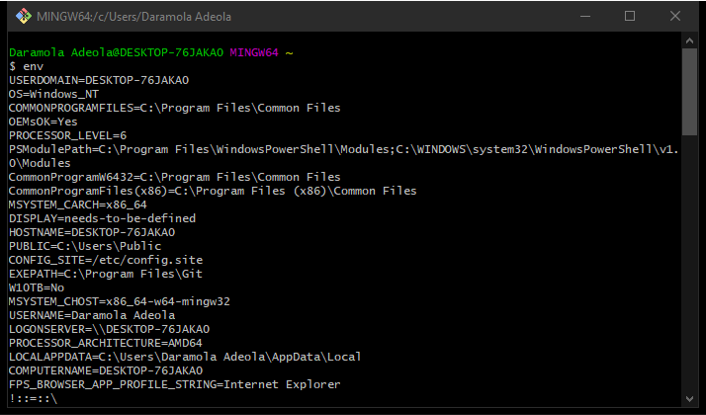 MINGW64:/c/Users/Daramola Adeola
Daramola Adeola@DESKTOP-76JAKAO MINGW64 ~
$ env
USERDOMAIN=DESKTOP-76JAKAO
OS=Windows_NT
COMMONPROGRAMFILES=C:\Program Files\Common Files
OEMsOK=Yes
PROCESSOR_LEVEL=6
PSModulePath=C:\Program Files\WindowsPowerShell\Modules;C:\WINDOWS\system32\WindowsPowerShell\v1.
0\Modules
CommonProgramW6432=C:\Program Files\Common Files
CommonProgramFiles(x86)=C:\Program Files (x86)\Common Files
MSYSTEM_CARCH=x86_64
DISPLAY=needs-to-be-defined
HOSTNAME=DESKTOP-76JAKAO
PUBLIC=C:\Users\Public
CONFIG_SITE=/etc/config.site
EXEPATH=C:\Program Files\Git
W10TB=No
MSYSTEM_CHOST=x86_64-w64-mingw32
USERNAME=Daramola Adeola
LOGONSERVER=\\DESKTOP-76JAKAO
PROCESSOR_ARCHITECTURE=AMD64
LOCALAPPDATA=C:\Users\Daramola Adeola\AppData\Local
COMPUTERNAME=DESKTOP-76JAKAO
FPS_BROWSER_APP_PROFILE_STRING=Internet Explorer
!::=::\